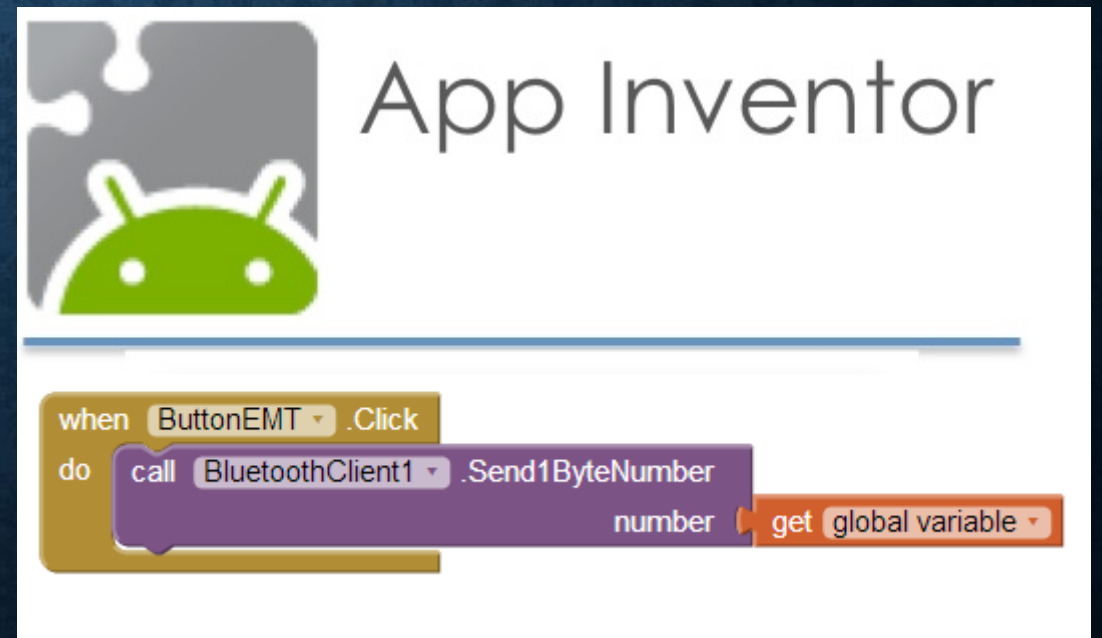 App Inventor
when ButtonEMT .Click
do call BluetoothClient1 .Send1ByteNumber
number get global variable